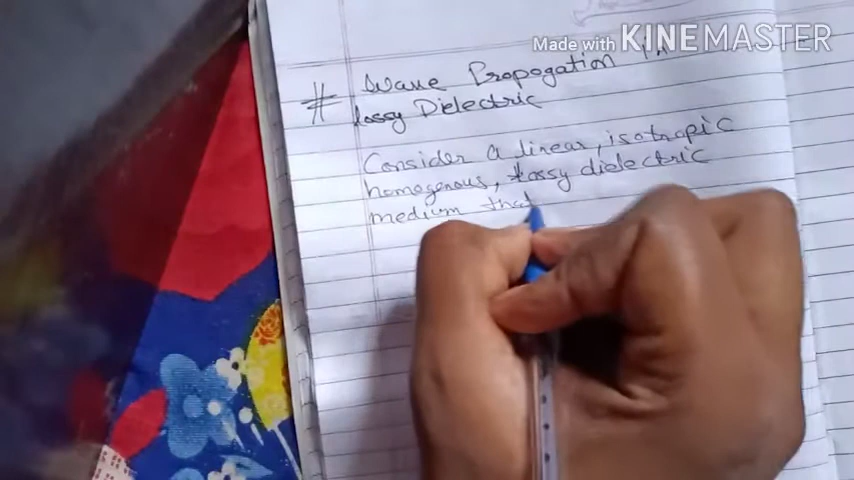 Made with KINEMASTER
# Wave Propogation in
lossy Dielectric
Consider a linear, isotropic
homogenous, lossy dielectric
medium that